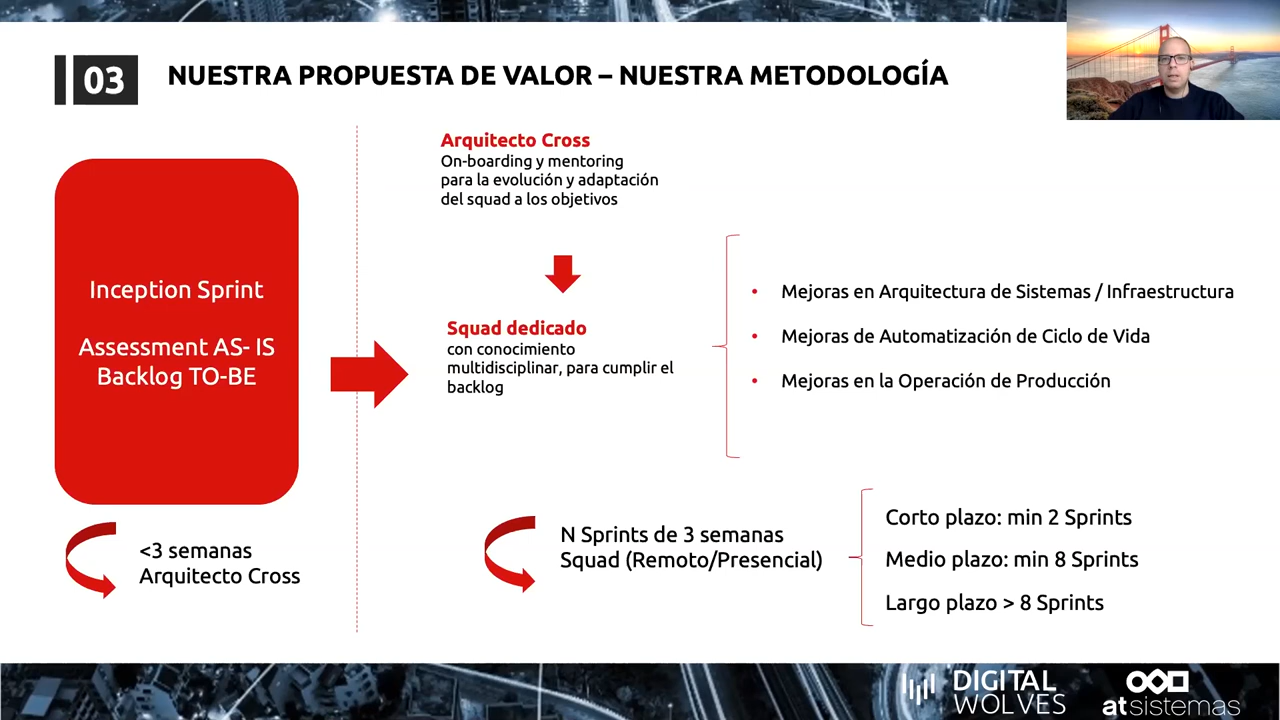 03
NUESTRA PROPUESTA DE VALOR – NUESTRA METODOLOGÍA
Inception Sprint
Assessment AS- IS
Backlog TO-BE
<3 semanas
Arquitecto Cross
Arquitecto Cross
On-boarding y mentoring
para la evolución y adaptación
del squad a los objetivos
Squad dedicado
con conocimiento
multidisciplinar, para cumplir el
backlog
• Mejoras en Arquitectura de Sistemas / Infraestructura
• Mejoras de Automatización de Ciclo de Vida
• Mejoras en la Operación de Producción
N Sprints de 3 semanas
Squad (Remoto/Presencial)
Corto plazo: min 2 Sprints
Medio plazo: min 8 Sprints
Largo plazo > 8 Sprints
DIGITAL
WOLVES
atsistemas